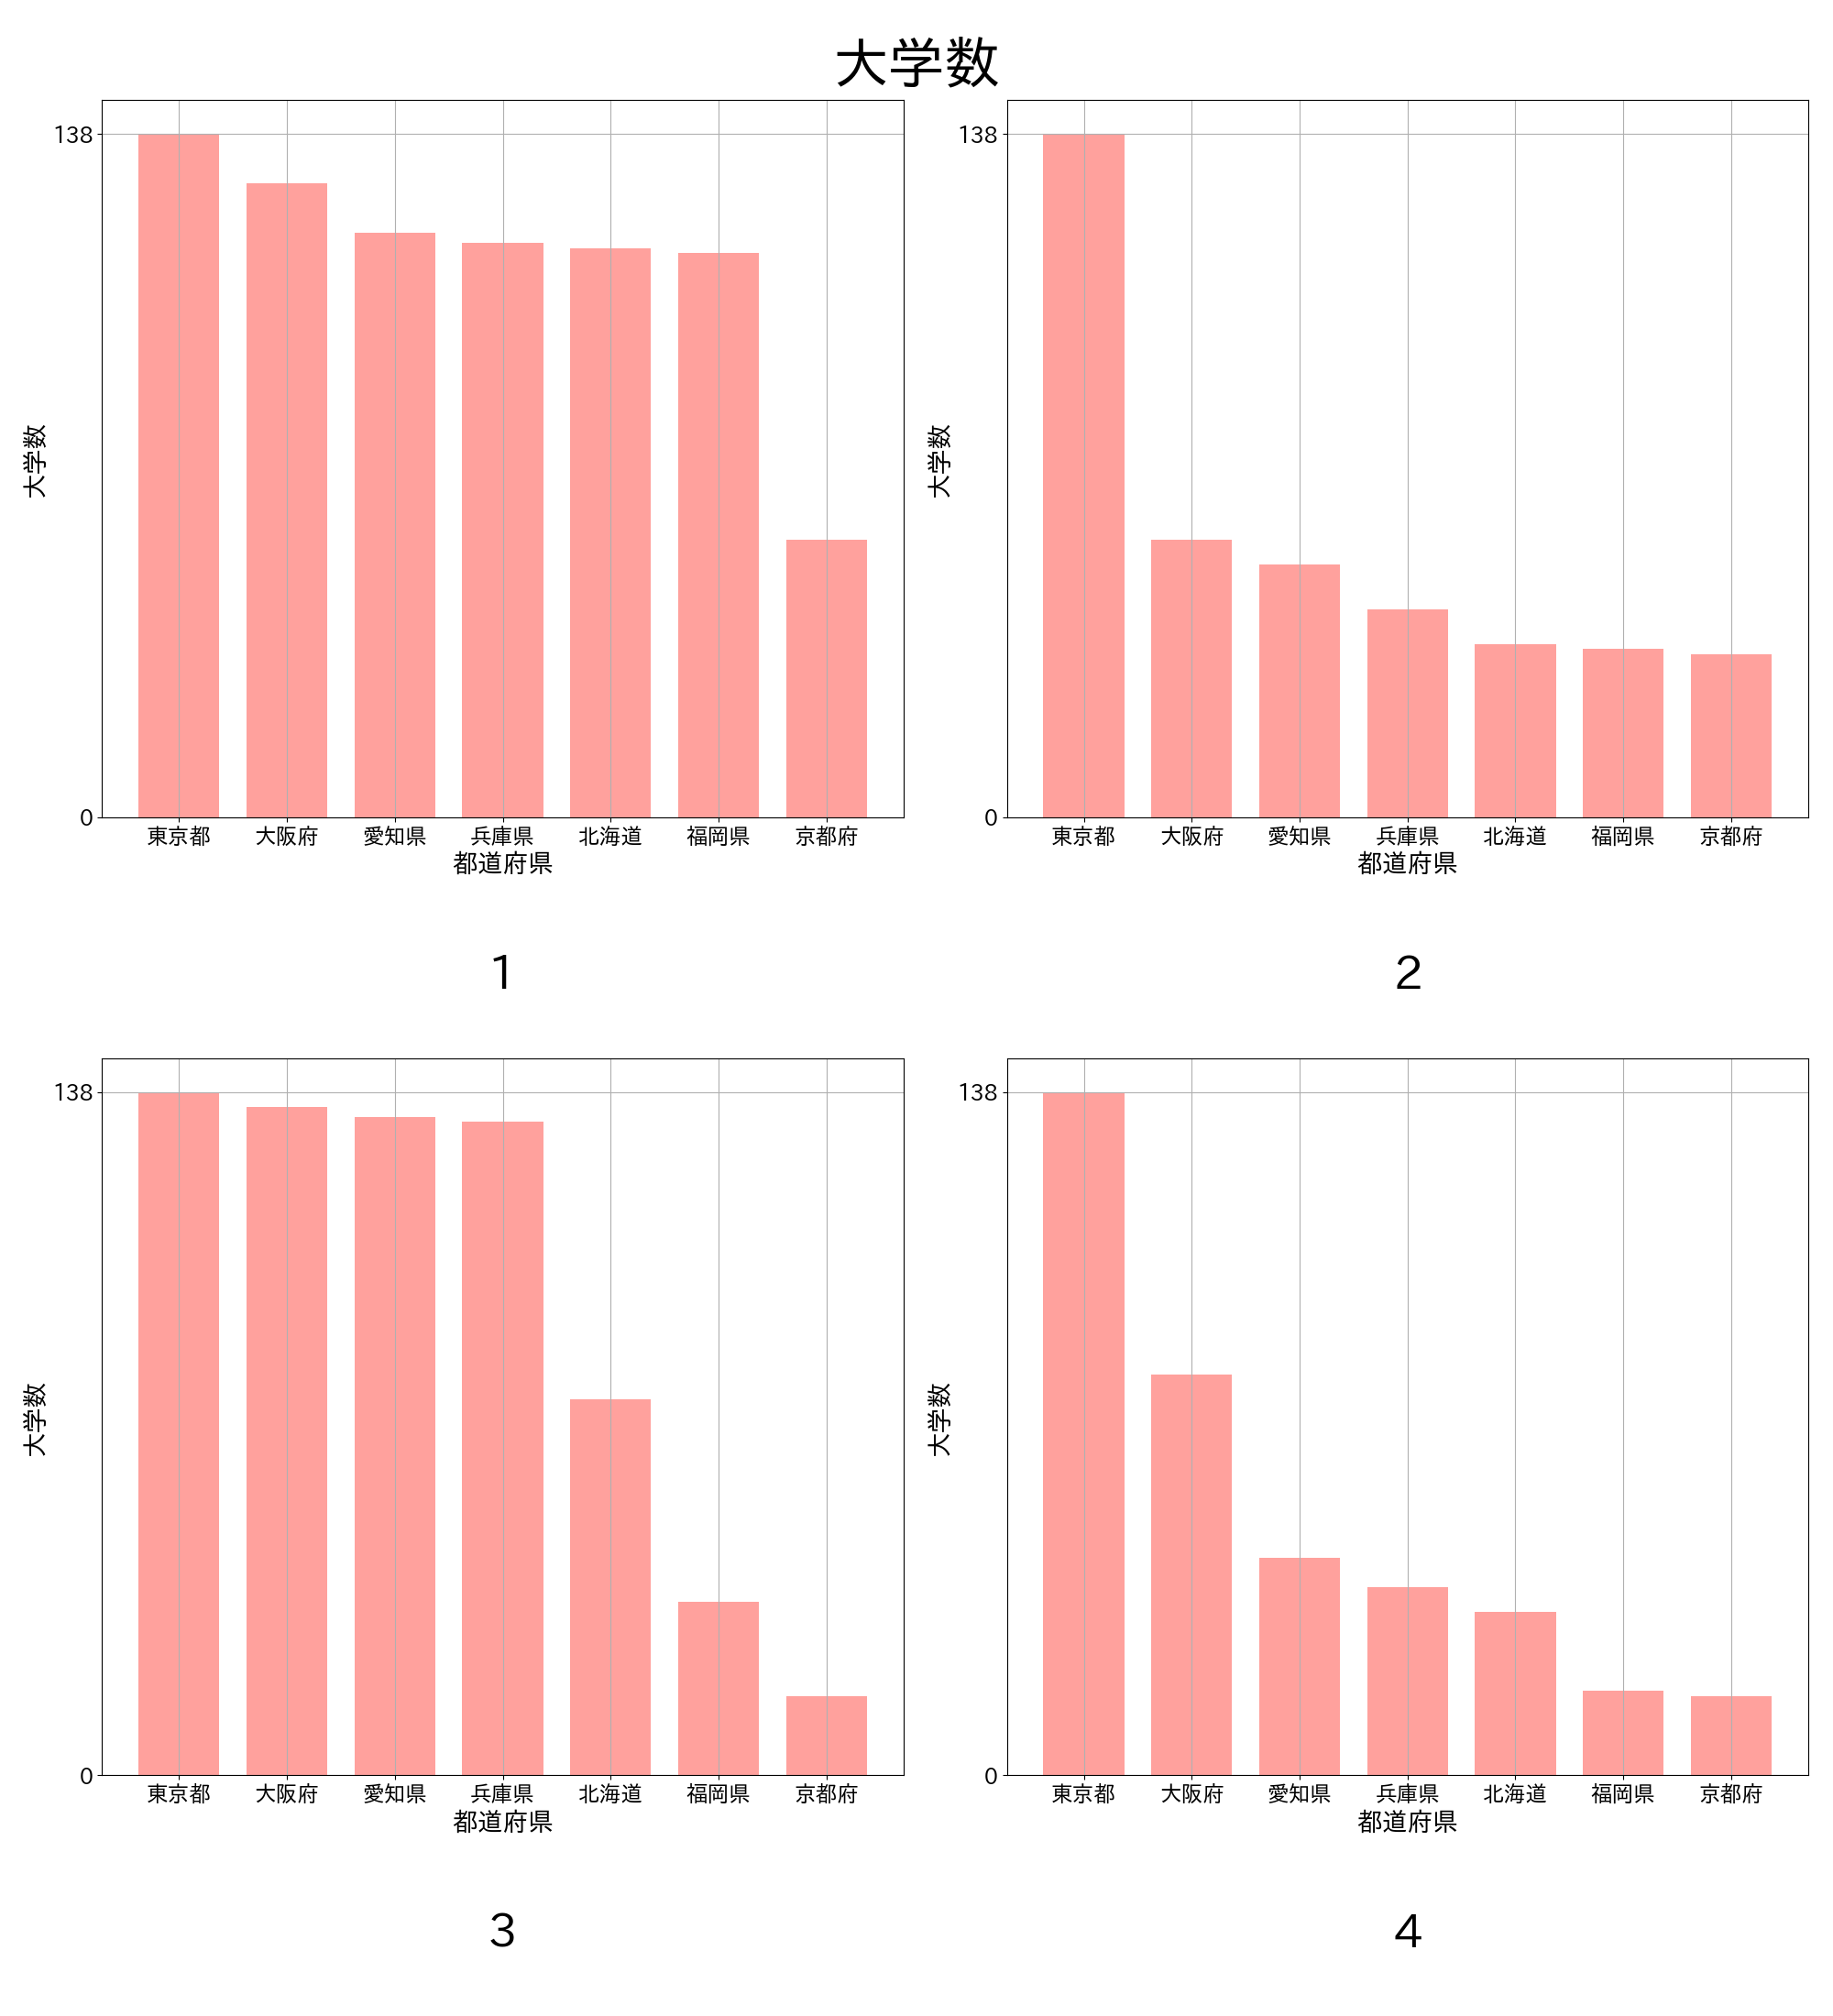 大学数
138
0
大学数
東京都 大阪府 愛知県 兵庫県 北海道 福岡県 京都府
都道府県
1
138
0
大学数
東京都 大阪府 愛知県 兵庫県 北海道 福岡県 京都府
都道府県
2
138
0
大学数
東京都 大阪府 愛知県 兵庫県 北海道 福岡県 京都府
都道府県
3
138
0
大学数
東京都 大阪府 愛知県 兵庫県 北海道 福岡県 京都府
都道府県
4